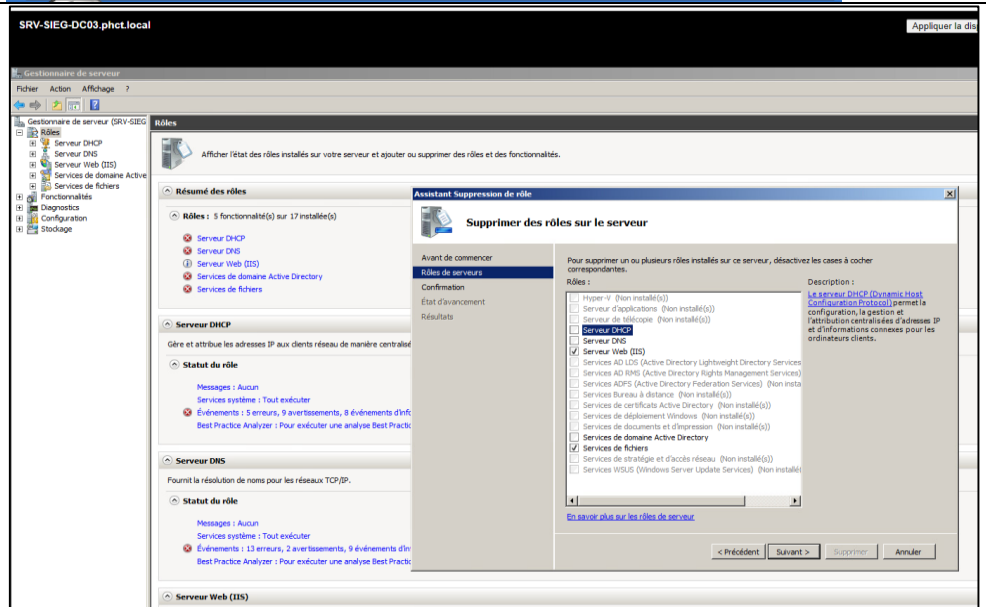 SRV-SIEG-DC03.phct.local
Appliquer la
Gestionnaire de serveur
Fichier Action Affichage ?
Gestionnaire de serveur (SRV-SIEG
Rôles
Serveur DHCP
Serveur DNS
Serveur Web (IIS)
Services de domaine Active
Services de fichiers
Fonctionnalités
Diagnostics
Configuration
Stockage
Rôles
Afficher l'état des rôles installés sur votre serveur et ajouter ou supprimer des rôles et des fonctionnalités.
Résumé des rôles
Rôles : 5 fonctionnalité(s) sur 17 installée(s)
Serveur DHCP
Serveur DNS
Serveur Web (IIS)
Services de domaine Active Directory
Services de fichiers
Serveur DHCP
Gère et attribue les adresses IP aux clients réseau de manière centralisé
Statut du rôle
Messages : Aucun
Services système : Tout exécuter
Événements : 5 erreurs, 9 avertissements, 8 événements d'info
Best Practice Analyzer : Pour exécuter une analyse Best Practic
Serveur DNS
Fournit la résolution de noms pour les réseaux TCP/IP.
Statut du rôle
Messages : Aucun
Services système : Tout exécuter
Événements : 13 erreurs, 2 avertissements, 9 événements d'in
Best Practice Analyzer : Pour exécuter une analyse Best Practic
Serveur Web (IIS)
Assistant Suppression de rôle
Supprimer des rôles sur le serveur
Avant de commencer
Rôles de serveurs
Confirmation
État d'avancement
Résultats
Pour supprimer un ou plusieurs rôles installés sur ce serveur, désactivez les cases à cocher
correspondantes.
Rôles :
Hyper-V (Non installé(s))
Serveur d'applications (Non installé(s))
Serveur de télécopie (Non installé(s))
Serveur DHCP
Serveur DNS
Serveur Web (IIS)
Services AD LDS (Active Directory Lightweight Directory Services
Services AD RMS (Active Directory Rights Management Services)
Services ADFS (Active Directory Federation Services) (Non insta
Services Bureau à distance (Non installé(s))
Services de certificats Active Directory (Non installé(s))
Services de déploiement Windows (Non installé(s))
Services de documents et d'impression (Non installé(s))
Services de domaine Active Directory
Services de fichiers
Services de stratégie et d'accès réseau (Non installé(s))
Services WSUS (Windows Server Update Services) (Non installé
En savoir plus sur les rôles de serveur
Description :
Le serveur DHCP (Dynamic Host
Configuration Protocol) permet la
configuration, la gestion et
l'attribution centralisées d'adresses IP
et d'informations connexes pour les
ordinateurs clients.
< Précédent Suivant > Supprimer Annuler